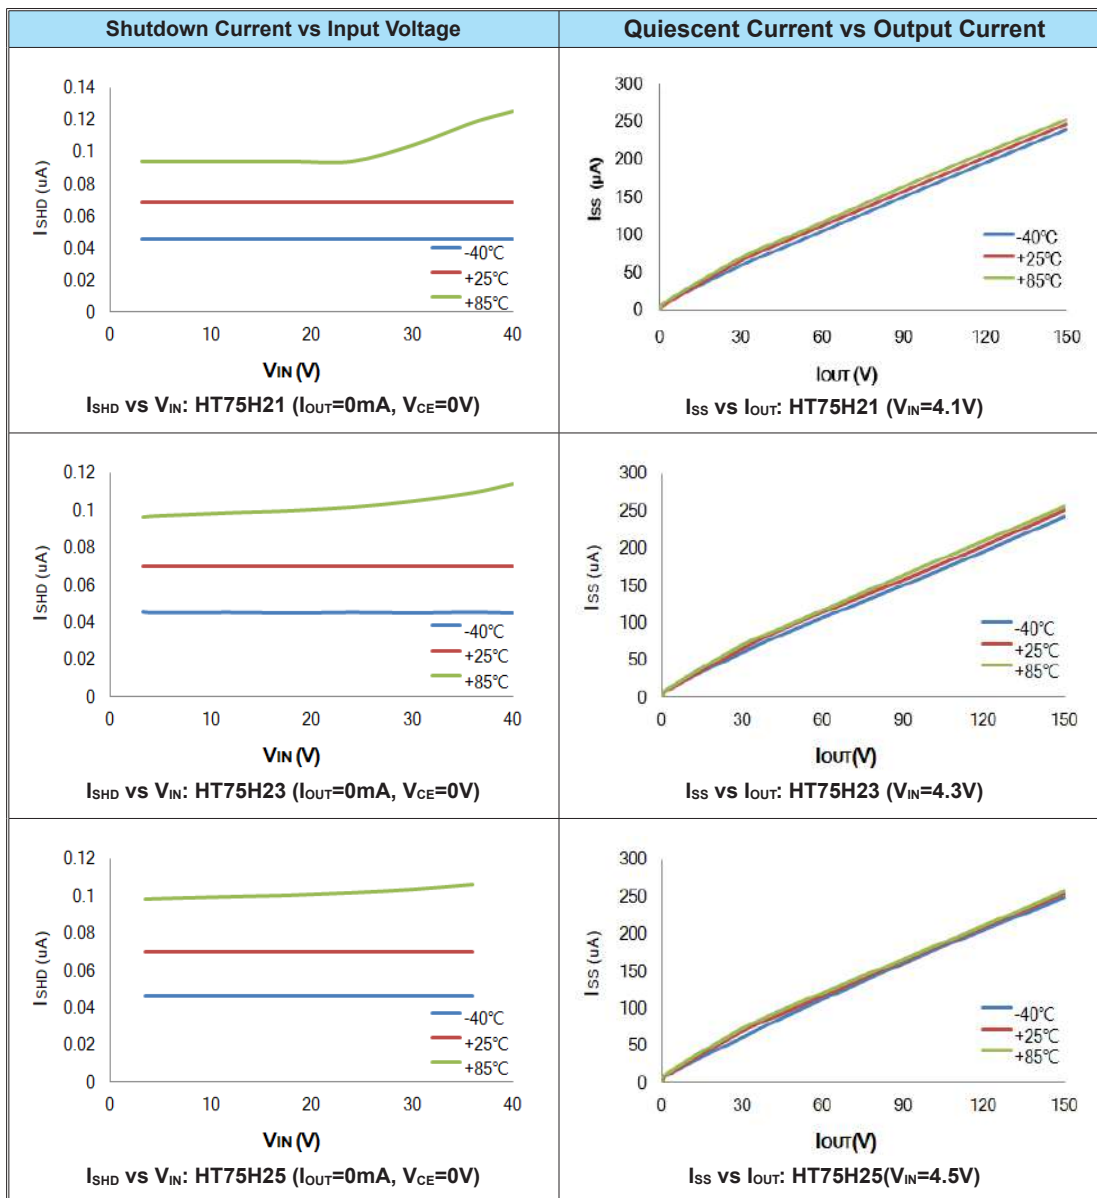 Shutdown Current vs Input Voltage
Quiescent Current vs Output Current
0.14
0.12
0.1
0.08
0.06
0.04
0.02
0
ISHD (uA)
-40℃
+25℃
+85℃
0 10 20 30 40
VIN (V)
ISHD vs VIN: HT75H21 (IOUT=0mA, VCE=0V)
300
250
200
150
100
50
0
ISS (μA)
-40℃
+25℃
+85℃
0 30 60 90 120 150
IOUT (V)
ISS vs IOUT: HT75H21 (VIN=4.1V)
0.12
0.1
0.08
0.06
0.04
0.02
0
ISHD (uA)
-40℃
+25℃
+85℃
0 10 20 30 40
VIN (V)
ISHD vs VIN: HT75H23 (IOUT=0mA, VCE=0V)
300
250
200
150
100
50
0
ISS (uA)
-40℃
+25℃
+85℃
0 30 60 90 120 150
IOUT(V)
ISS vs IOUT: HT75H23 (VIN=4.3V)
0.12
0.1
0.08
0.06
0.04
0.02
0
ISHD (uA)
-40℃
+25℃
+85℃
0 10 20 30 40
VIN (V)
ISHD vs VIN: HT75H25 (IOUT=0mA, VCE=0V)
300
250
200
150
100
50
0
ISS (uA)
-40℃
+25℃
+85℃
0 30 60 90 120 150
IOUT(V)
ISS vs IOUT: HT75H25(VIN=4.5V)